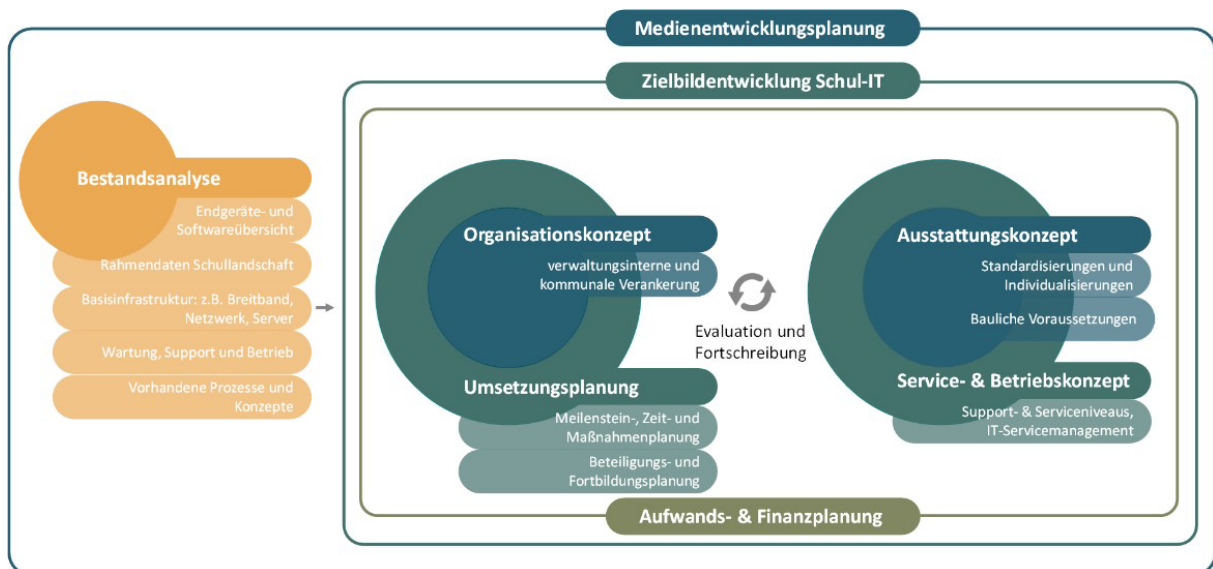 Medienentwicklungsplanung
Zielbildentwicklung Schul-IT
Bestandsanalyse
Endgeräte- und
Softwareübersicht
Rahmendaten Schullandschaft
Basisinfrastruktur: z.B. Breitband,
Netzwerk, Server
Wartung, Support und Betrieb
Vorhandene Prozesse und
Konzepte
Organisationskonzept
verwaltungsinterne und
kommunale Verankerung
Umsetzungsplanung
Meilenstein-, Zeit- und
Maßnahmenplanung
Beteiligungs- und
Fortbildungsplanung
Evaluation und
Fortschreibung
Ausstattungskonzept
Standardisierungen und
Individualisierungen
Bauliche Voraussetzungen
Service- & Betriebskonzept
Support- & Serviceniveaus,
IT-Servicemanagement
Aufwands- & Finanzplanung